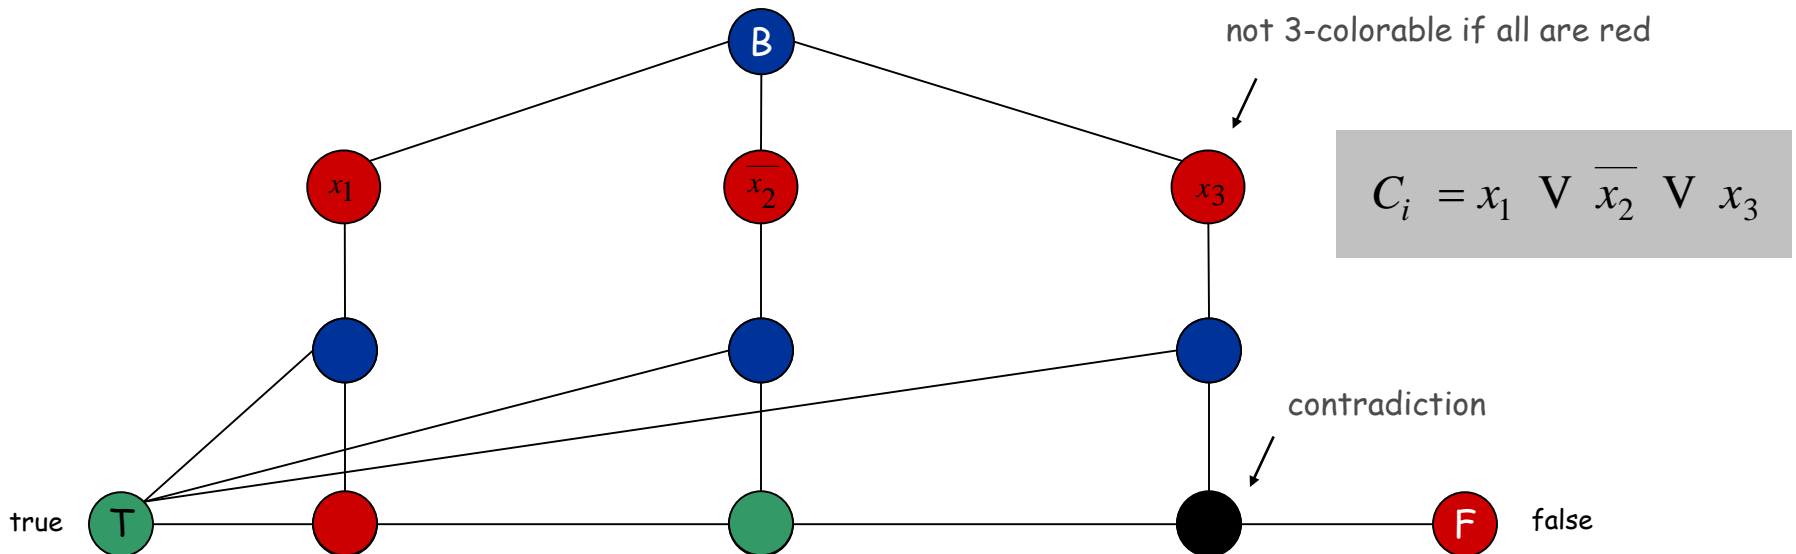 B
not 3-colorable if all are red
x₁
x̅₂
x₃
Cᵢ = x₁ V x̅₂ V x₃
contradiction
true
T
F
false